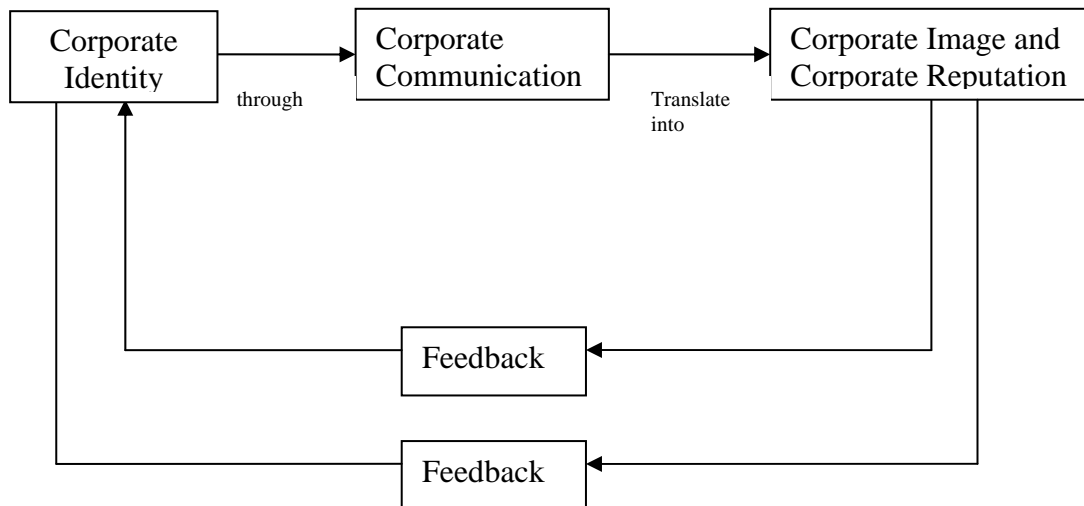 Corporate
Identity
through
Corporate
Communication
Translate
into
Corporate Image and
Corporate Reputation
Feedback
Feedback